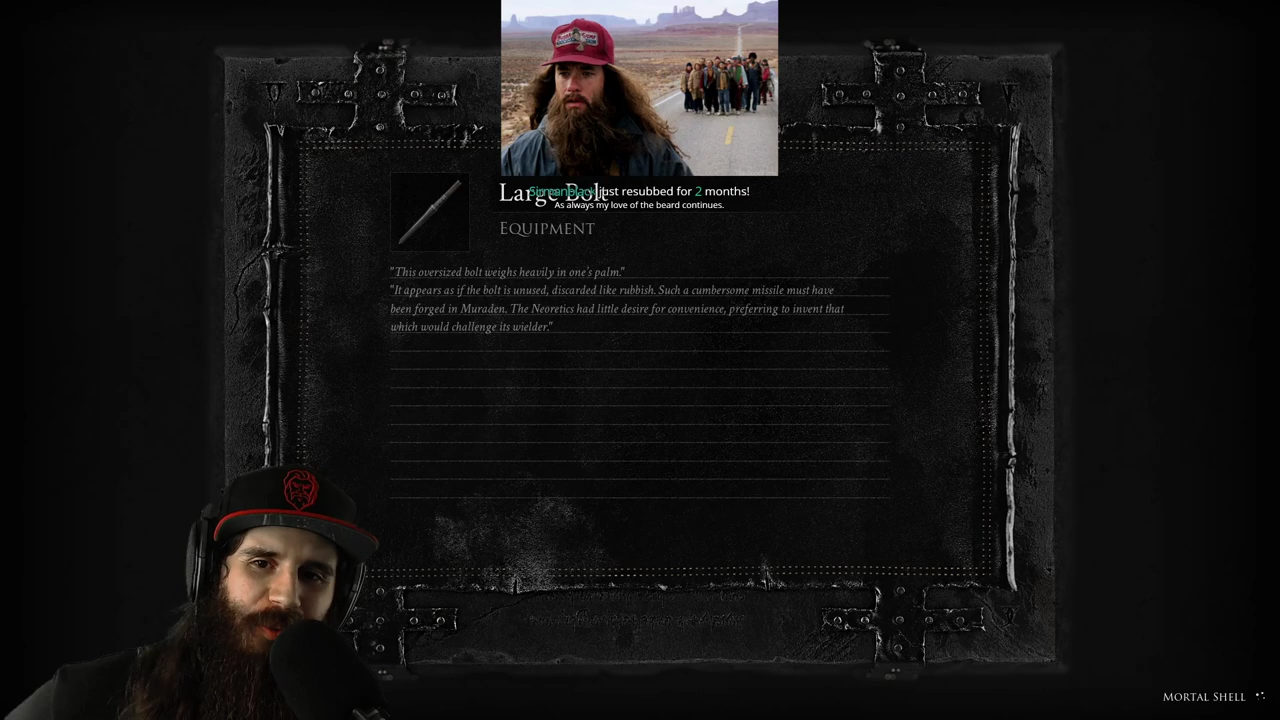 just resubbed for 2 months!
Large Bolt
As always my love of the beard continues.
EQUIPMENT
"This oversized bolt weighs heavily in one's palm."
"It appears as if the bolt is unused, discarded like rubbish. Such a cumbersome missile must have
been forged in Muraden. The Neoretics had little desire for convenience, preferring to invent that
which would challenge its wielder."
MORTAL SHELL